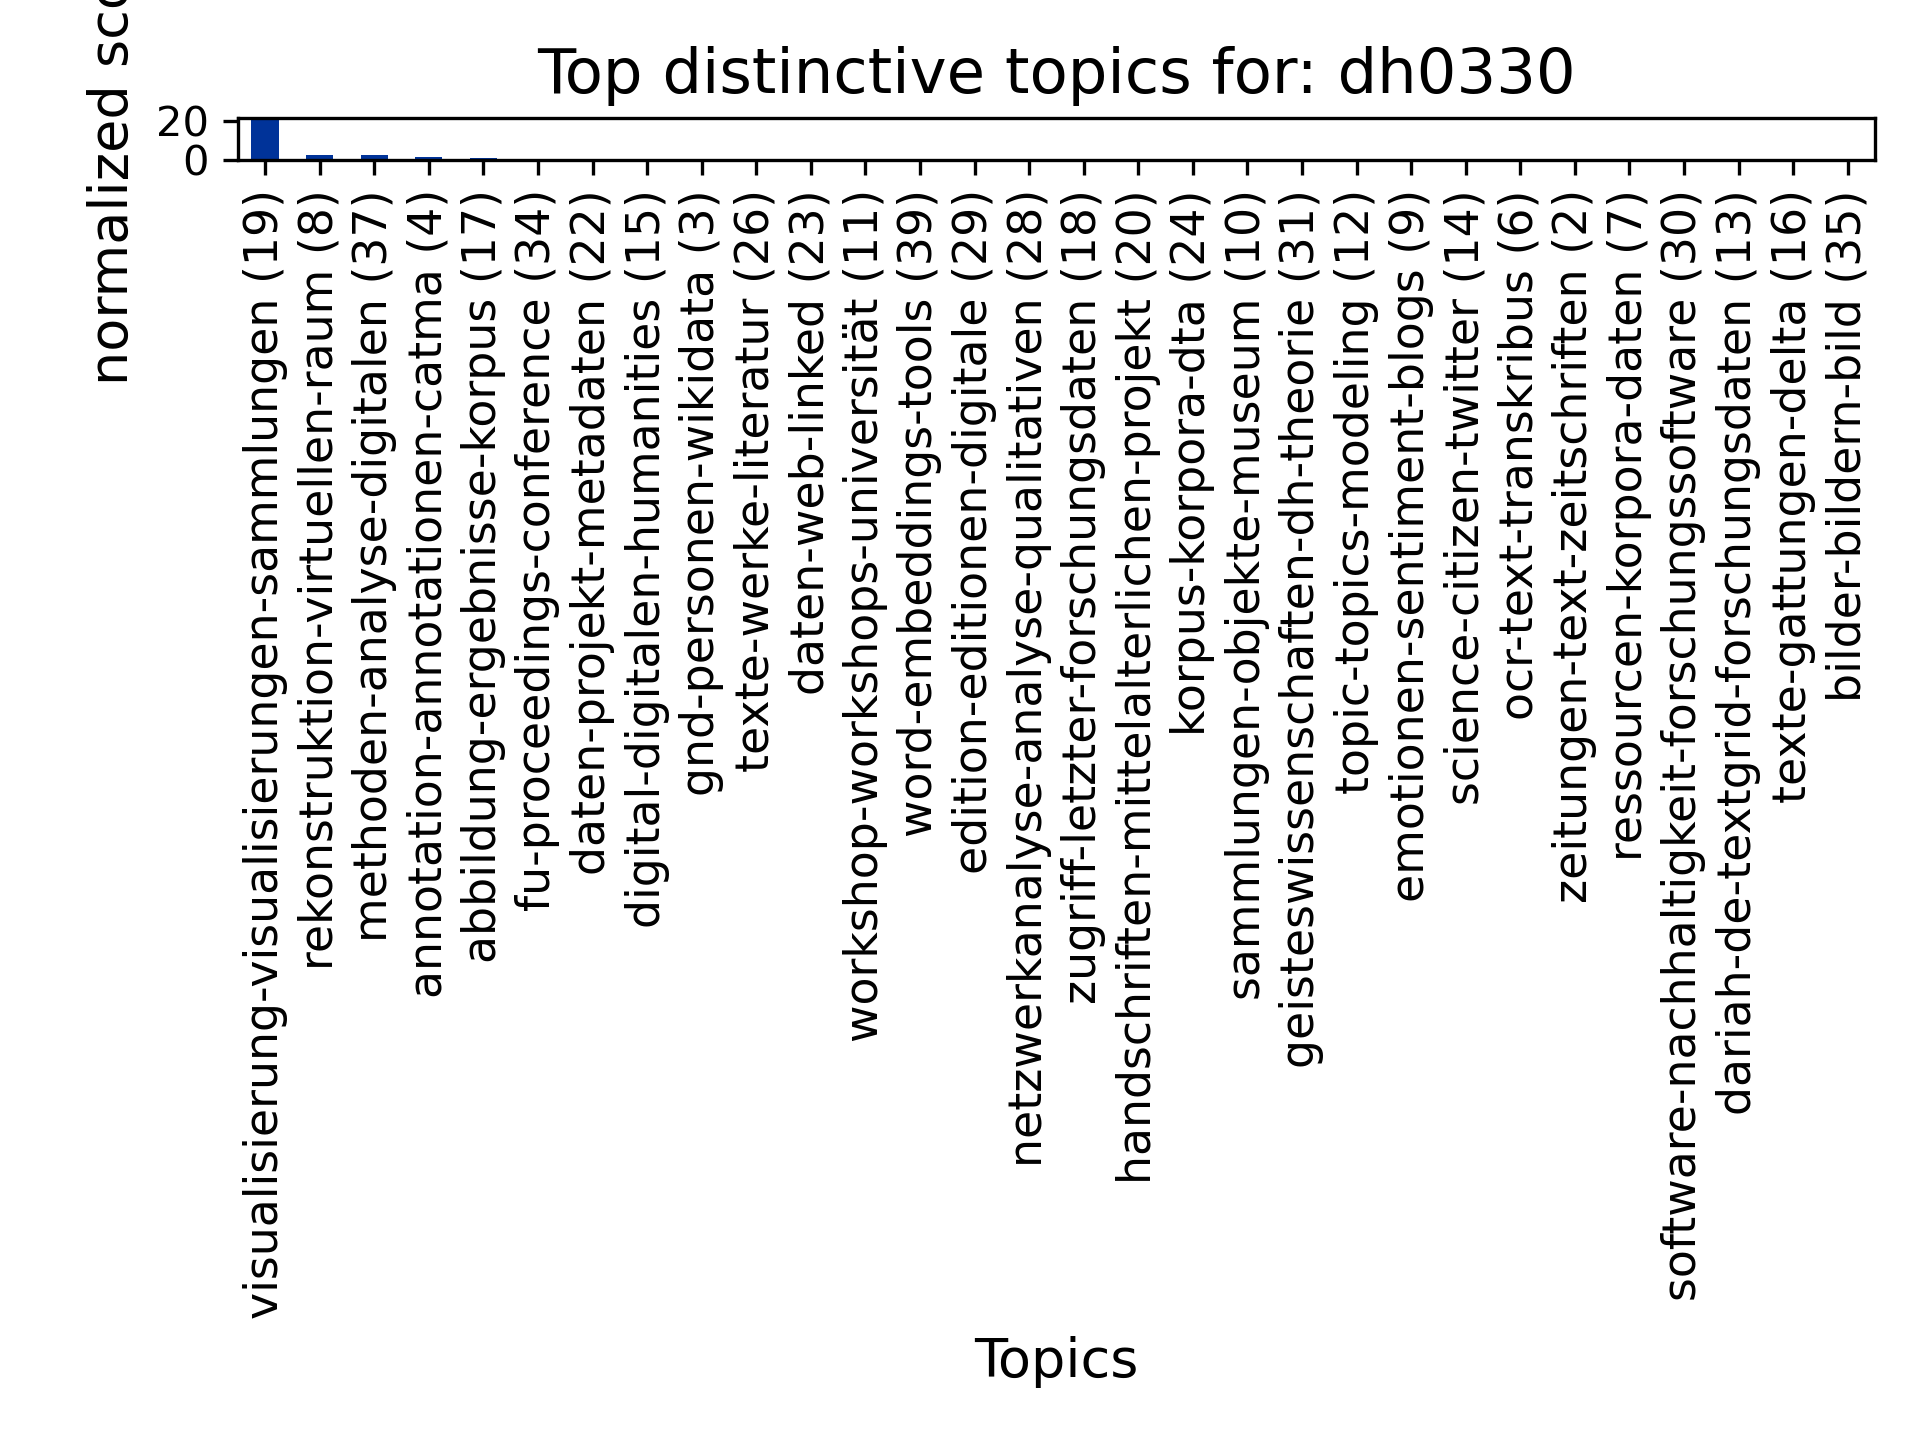 Top distinctive topics for: dh0330
normalized
20
0
visualisierung-visualisierungen-sammlungen (19)
rekonstruktion-virtuellen-raum (8)
methoden-analyse-digitalen (37)
annotation-annotationen-catma (4)
abbildung-ergebnisse-korpus (17)
fu-proceedings-conference (34)
daten-projekt-metadaten (22)
digital-digitalen-humanities (15)
gnd-personen-wikidata (3)
texte-werke-literatur (26)
daten-web-linked (23)
workshop-workshops-universität (11)
word-embeddings-tools (39)
edition-editionen-digitale (29)
netzwerkanalyse-analyse-qualitativen (28)
zugriff-letzter-forschungsdaten (18)
handschriften-mittelalterlichen-projekt (20)
korpus-korpora-dta (24)
sammlungen-objekte-museum (10)
geisteswissenschaften-dh-theorie (31)
topic-topics-modeling (12)
emotionen-sentiment-blogs (9)
science-citizen-twitter (14)
ocr-text-transkribus (6)
zeitungen-text-zeitschriften (2)
ressourcen-korpora-daten (7)
software-nachhaltigkeit-forschungssoftware (30)
dariah-de-textgrid-forschungsdaten (13)
texte-gattungen-delta (16)
bilder-bildern-bild (35)
Topics